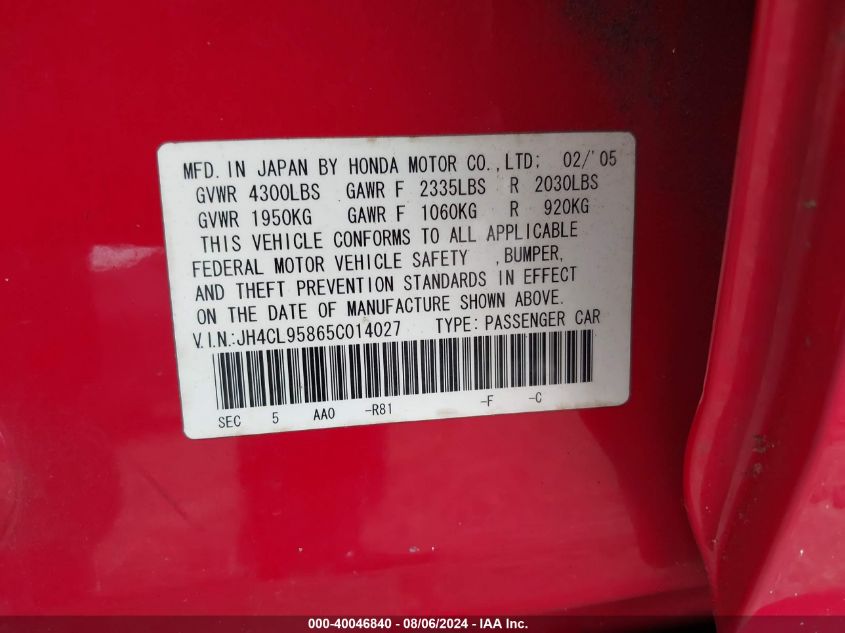 MFD. IN JAPAN BY HONDA MOTOR CO.,LTD: 02/'05
GVWR 4300LBS GAWR F 2335LBS R 2030LBS
GVWR 1950KG GAWR F 1060KG R 920KG
THIS VEHICLE CONFORMS TO ALL APPLICABLE
FEDERAL MOTOR VEHICLE SAFETY ,BUMPER,
AND THEFT PREVENTION STANDARDS IN EFFECT
ON THE DATE OF MANUFACTURE SHOWN ABOVE.
V.I.N.:JH4CL95865C014027 TYPE: PASSENGER CAR
SEC 5 AAO -R81 -F -C
000-40046840 - 08/06/2024 - IAA Inc.